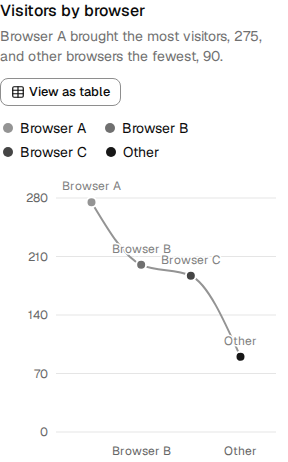 Visitors by browser
Browser A brought the most visitors, 275,
and other browsers the fewest, 90.
View as table
Browser A
Browser B
Browser C
Other
Browser A
280
Browser B
210
Browser C
140
Other
70
0
Browser B
Other